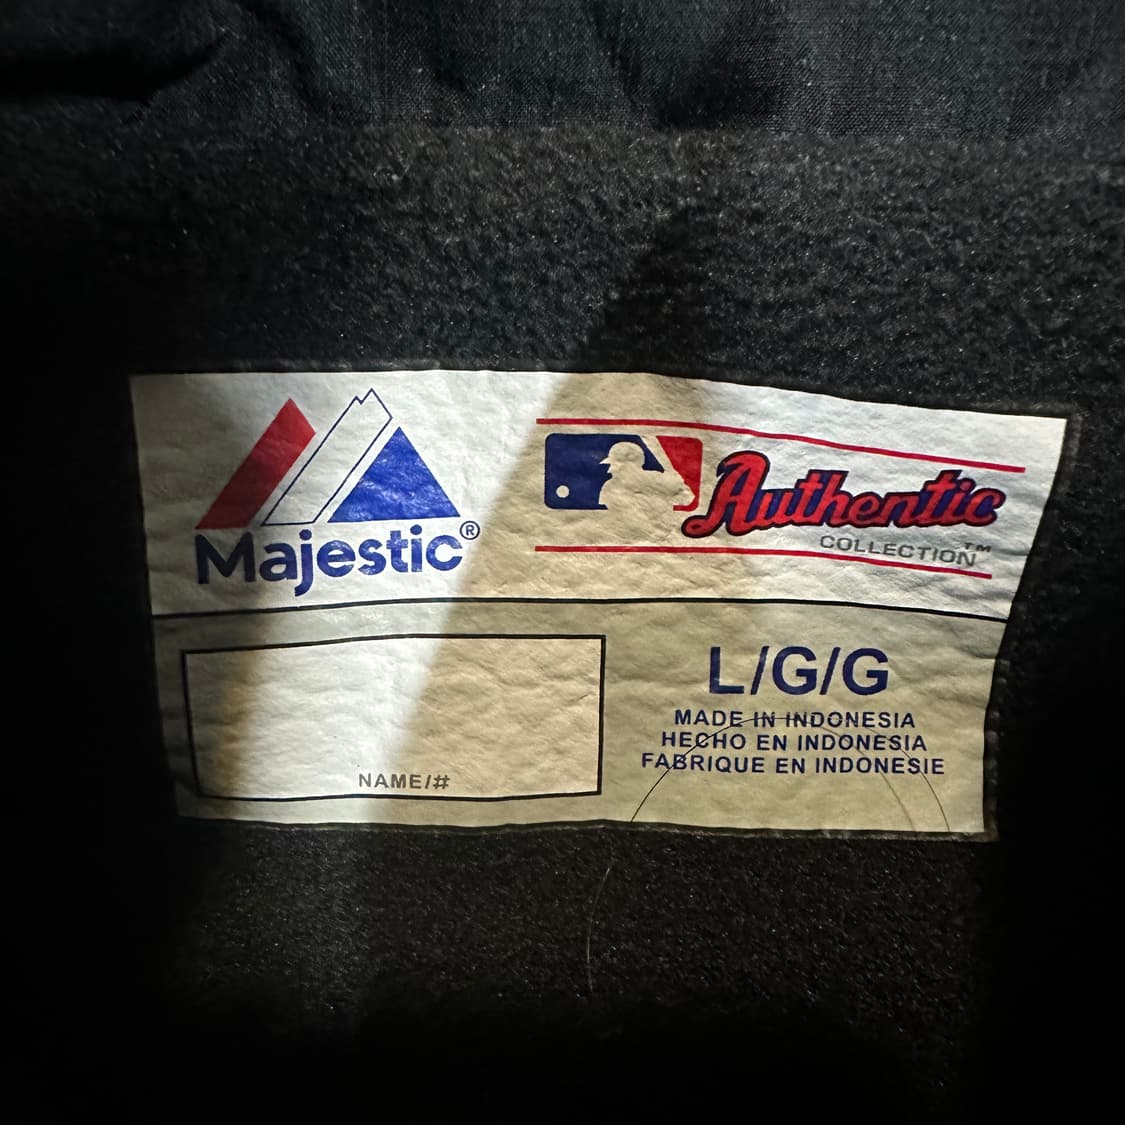 Majestic®
Authentic
COLLECTION™
NAME/#
L/G/G
MADE IN INDONESIA
HECHO EN INDONESIA
FABRIQUE EN INDONESIE